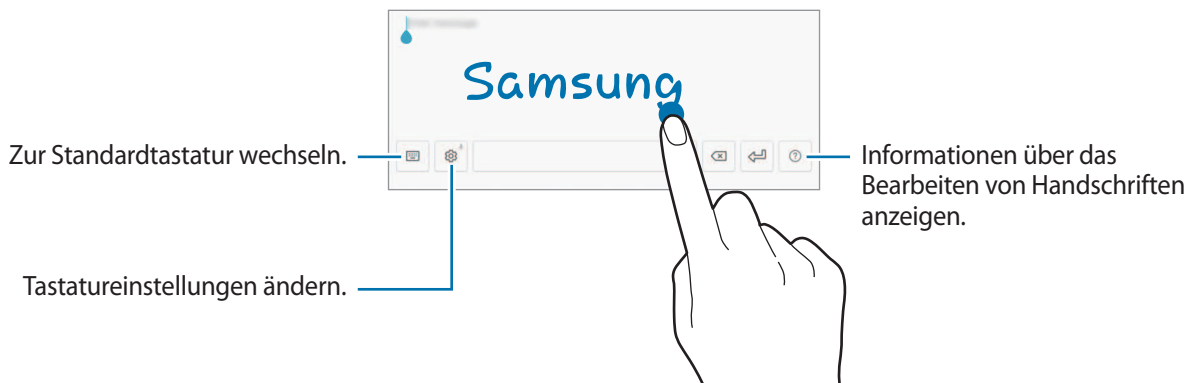 Samsung
Zur Standardtastatur wechseln.
Informationen über das
Bearbeiten von Handschriften
anzeigen.
Tastatureinstellungen ändern.